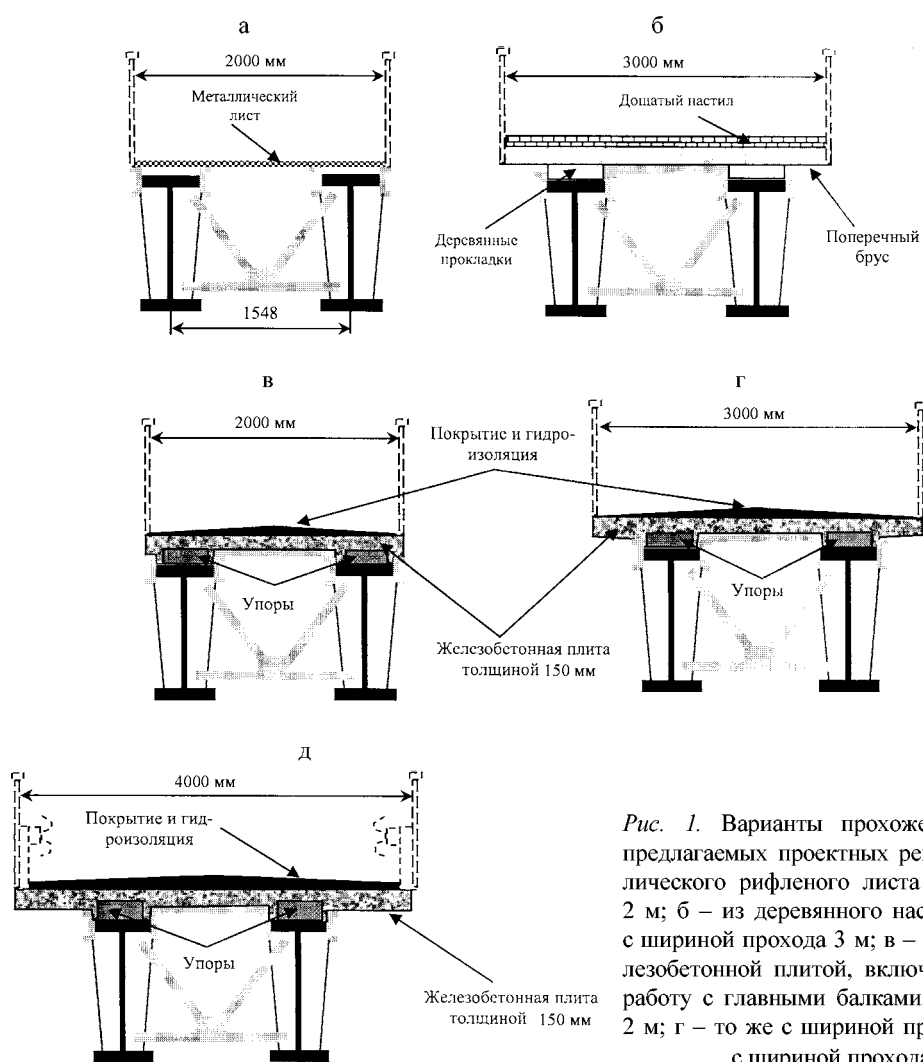 а
2000 мм
Металлический
лист
1548
б
3000 мм
Дощатый настил
Деревянные
прокладки
Поперечный
брус
в
2000 мм
Покрытие и гидро-
изоляция
г
3000 мм
Упоры
Упоры
Железобетонная плита
толщиной 150 мм
д
4000 мм
Покрытие и гид-
роизоляция
Упоры
Железобетонная плита
толщиной 150 мм
Рис. 1. Варианты прохоже
предлагаемых проектных ре
лического рифленого листа
2 м; б – из деревянного нас
с шириной прохода 3 м; в –
лезобетонной плитой, включ
работу с главными балками
2 м; г – то же с шириной пр
с шириной прохода